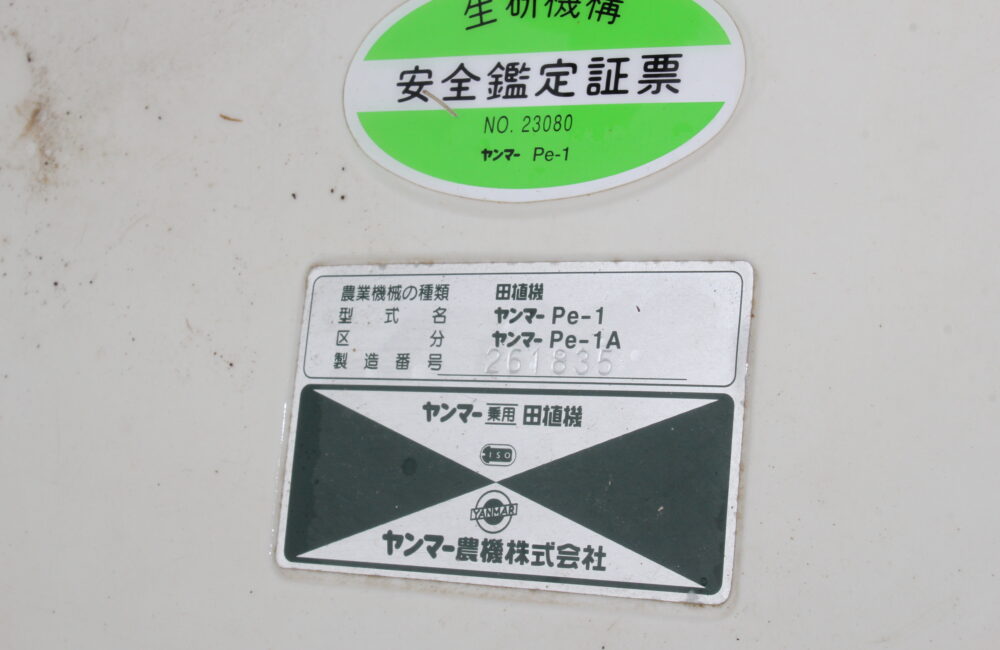 生研機構
安全鑑定証票
NO. 23080
ヤンマー Pe-1
農業機械の種類 田植機
型式名 ヤンマー Pe-1
区分 ヤンマー Pe-1A
製造番号 261835
ヤンマー 乗用 田植機
ISO
YANMAR
ヤンマー農機株式会社